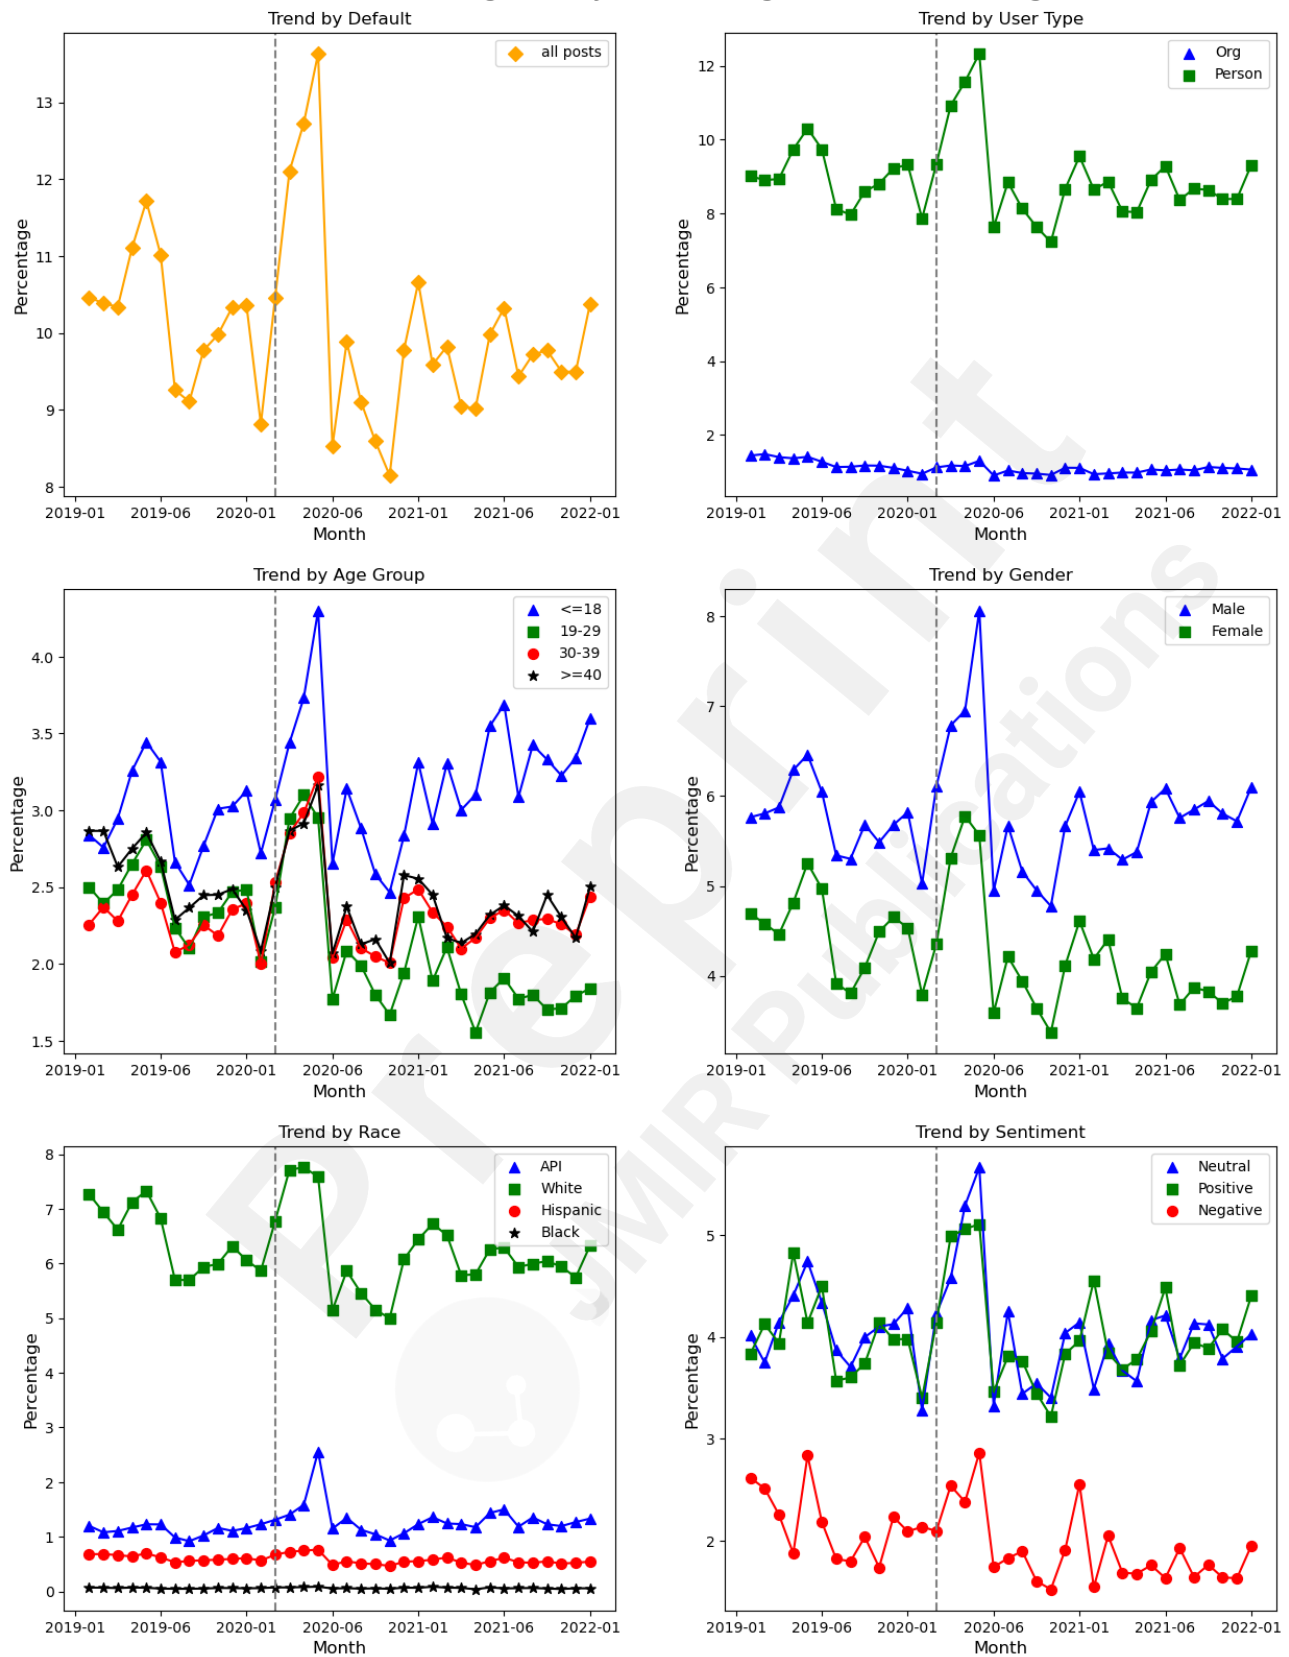 Trend by Default
all posts
Percentage
13
12
11
10
9
8
2019-01 2019-06 2020-01 2020-06 2021-01 2021-06 2022-01
Month
Trend by User Type
Org
Person
Percentage
12
10
8
6
4
2
2019-01 2019-06 2020-01 2020-06 2021-01 2021-06 2022-01
Month
Trend by Age Group
<=18
19-29
30-39
>=40
Percentage
4.0
3.5
3.0
2.5
2.0
1.5
2019-01 2019-06 2020-01 2020-06 2021-01 2021-06 2022-01
Month
Trend by Gender
Male
Female
Percentage
8
7
6
5
4
2019-01 2019-06 2020-01 2020-06 2021-01 2021-06 2022-01
Month
Trend by Race
API
White
Hispanic
Black
Percentage
8
7
6
5
4
3
2
1
0
2019-01 2019-06 2020-01 2020-06 2021-01 2021-06 2022-01
Month
Trend by Sentiment
Neutral
Positive
Negative
Percentage
5
4
3
2
2019-01 2019-06 2020-01 2020-06 2021-01 2021-06 2022-01
Month
Preprint
JMIR Publications